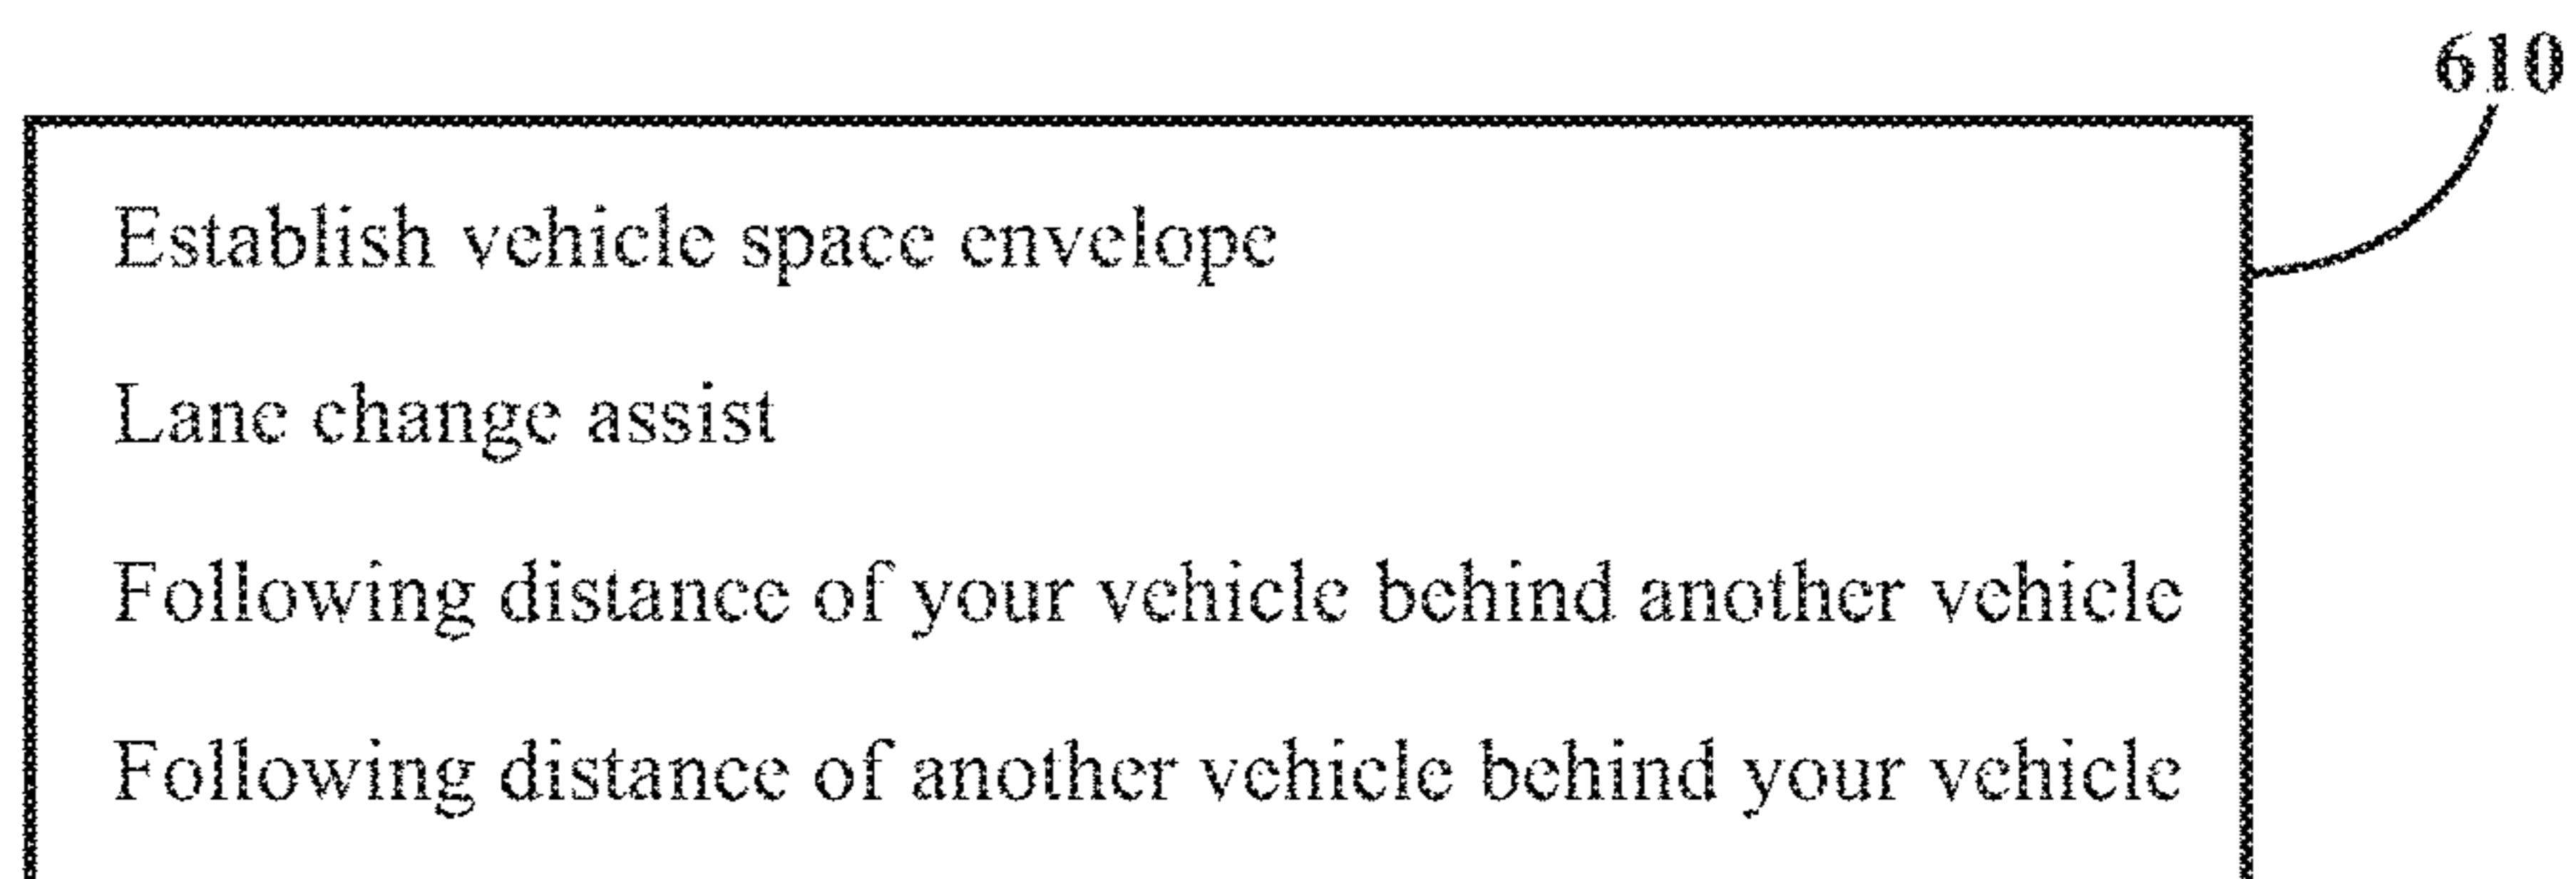 610
Establish vehicle space envelope
Lane change assist
Following distance of your vehicle behind another vehicle
Following distance of another vehicle behind your vehicle